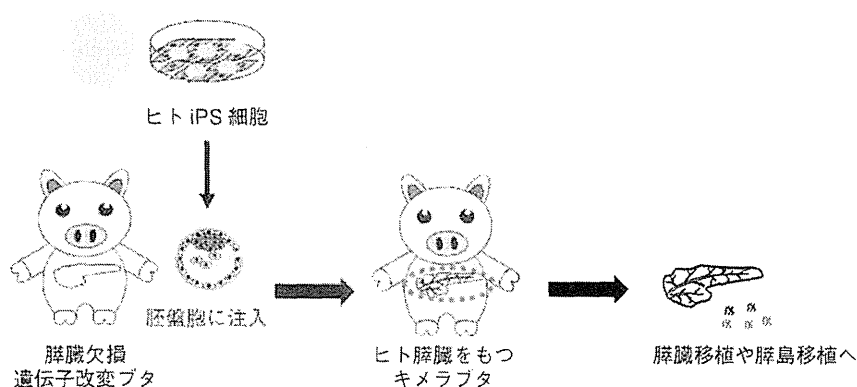 ヒト iPS 細胞
胚盤胞に注入
膵臓欠損
遺伝子改変ブタ
ヒト膵臓をもつ
キメラブタ
膵臓移植や膵島移植へ